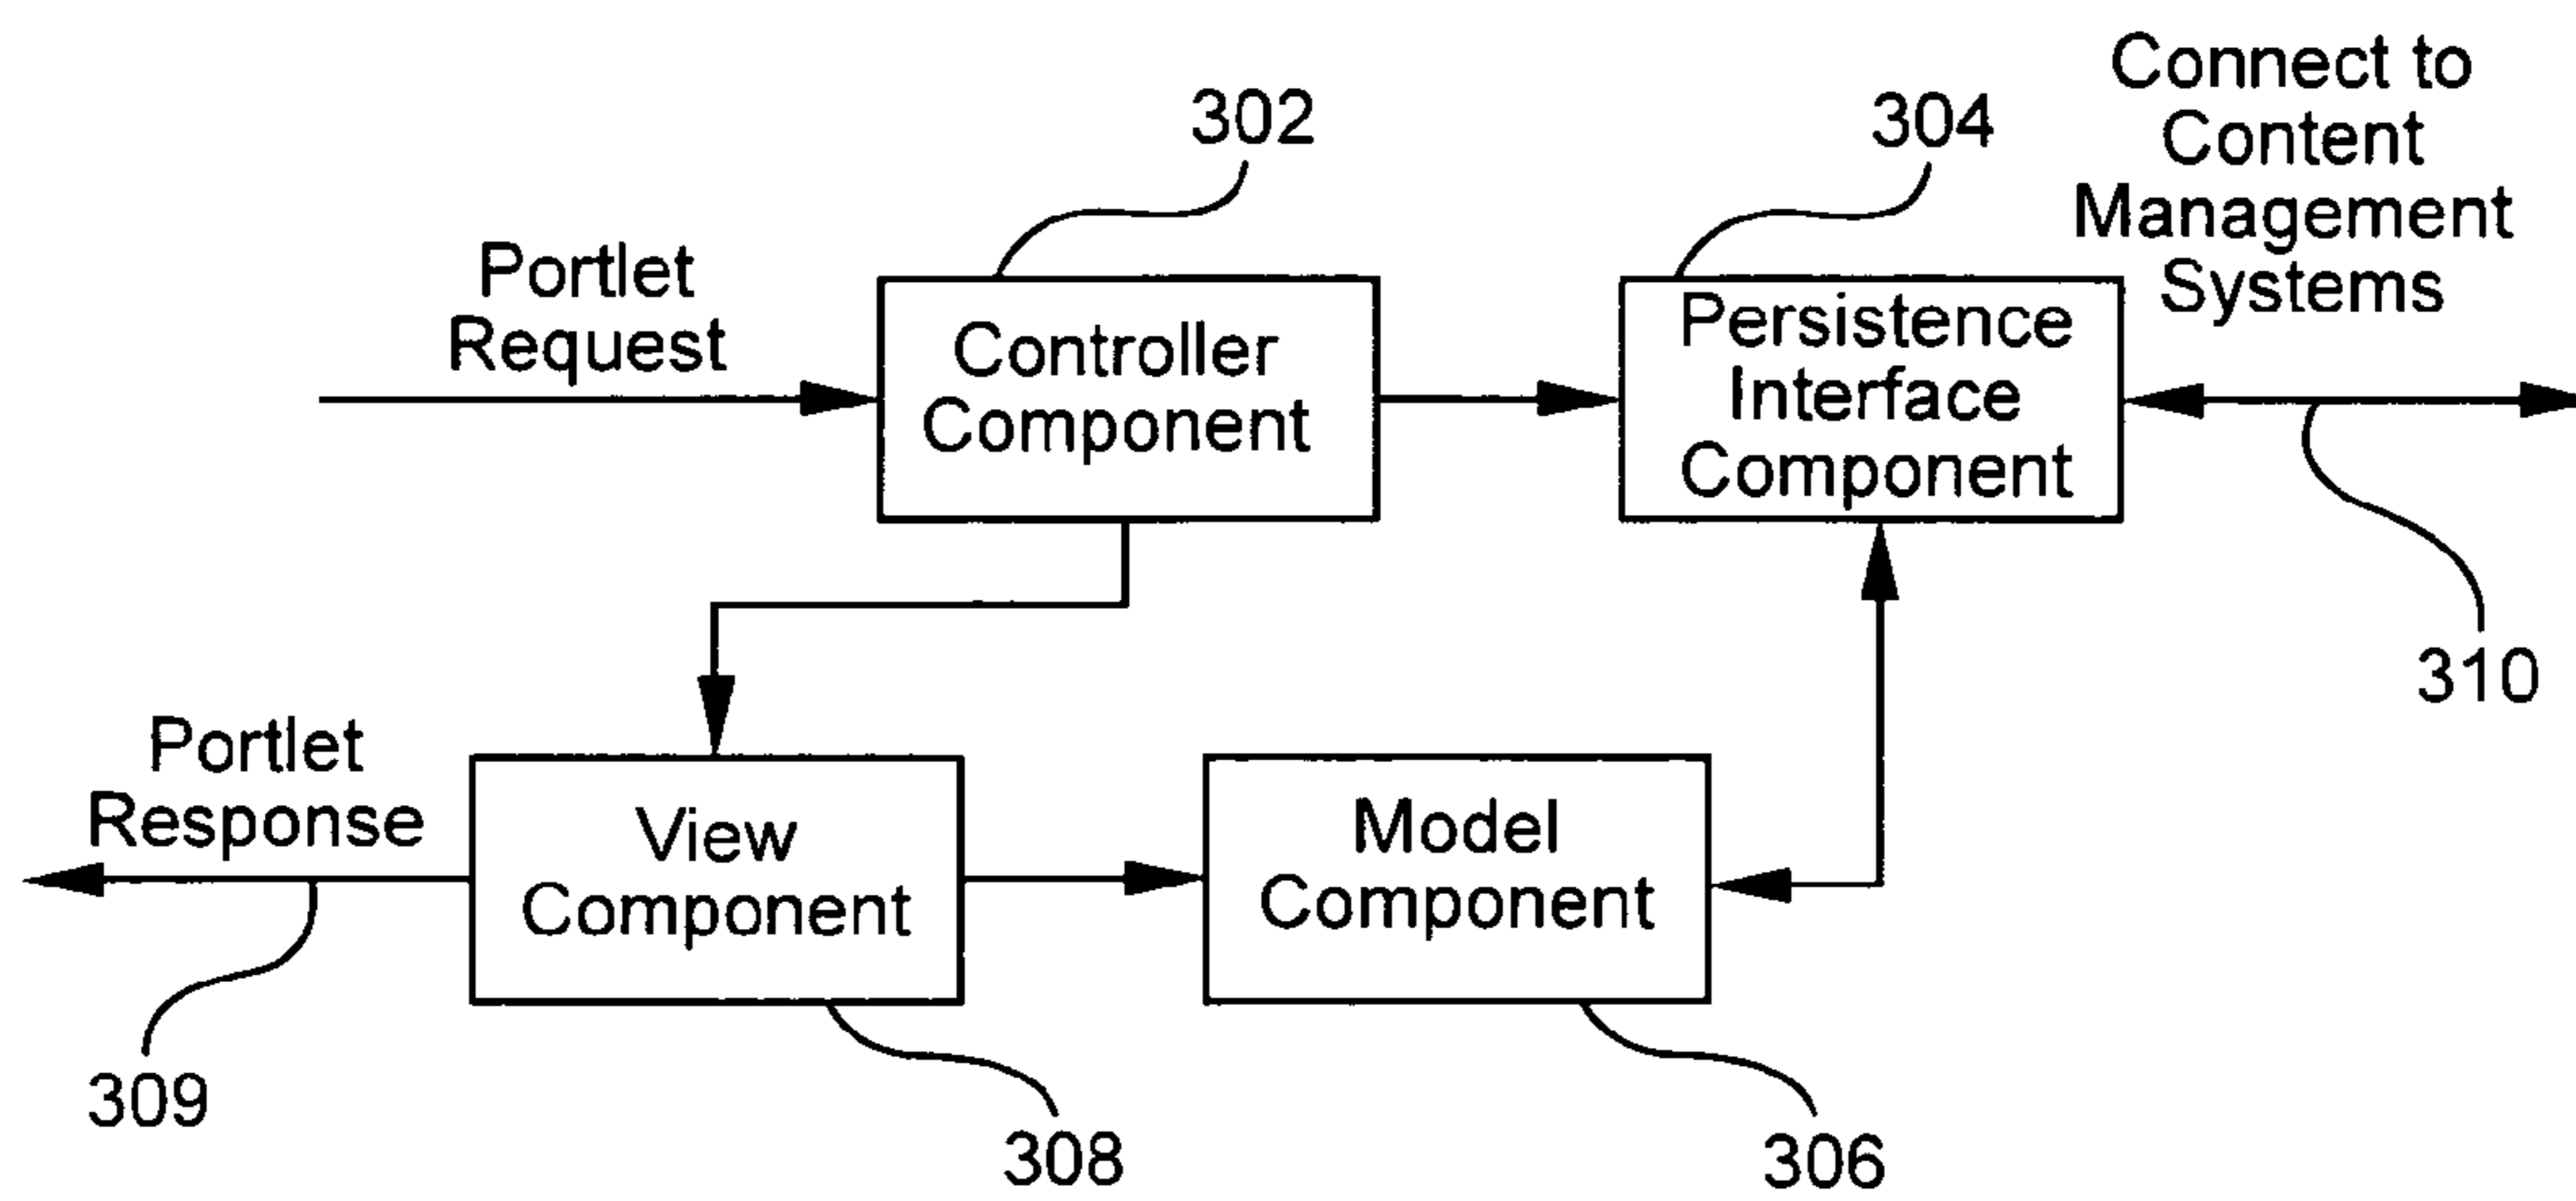 302
304
Connect to
Content
Management
Systems
Portlet
Request
Controller
Component
Persistence
Interface
Component
310
Portlet
Response
View
Component
Model
Component
309
308
306